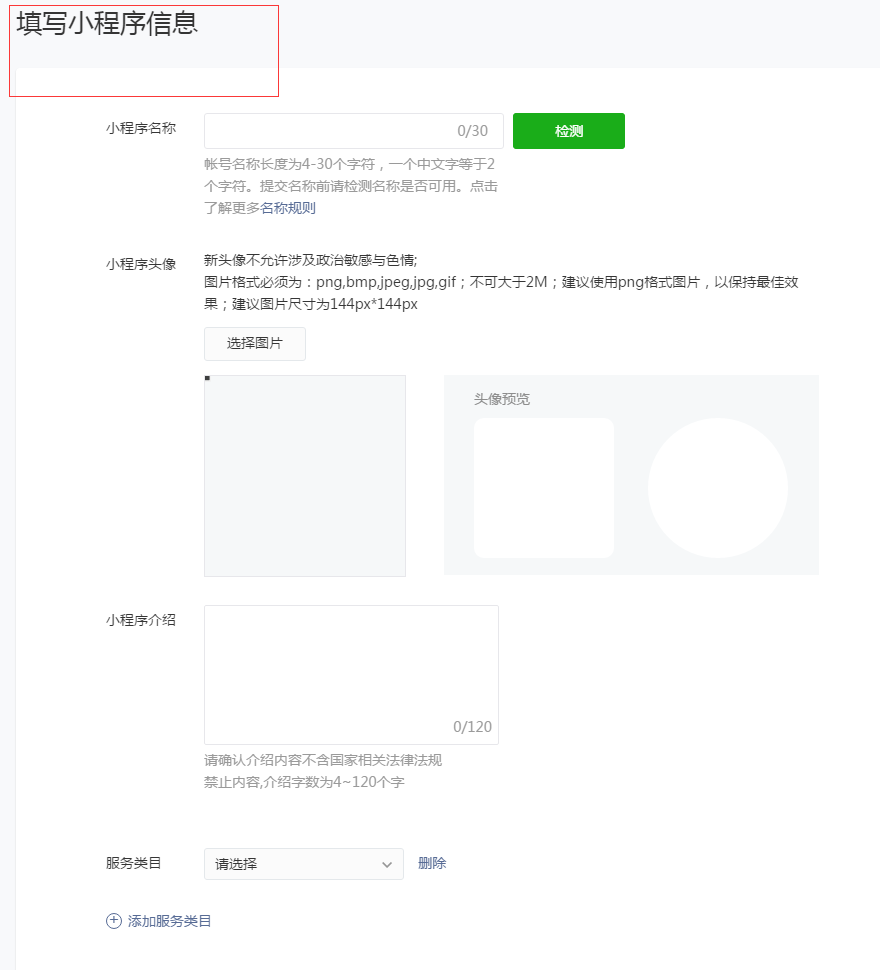 填写小程序信息
小程序名称
0/30
检测
帐号名称长度为4-30个字符，一个中文字等于2
个字符。提交名称前请检测名称是否可用。点击
了解更多名称规则
小程序头像
新头像不允许涉及政治敏感与色情;
图片格式必须为：png,bmp,jpeg,jpg,gif；不可大于2M；建议使用png格式图片，以保持最佳效
果；建议图片尺寸为144px*144px
选择图片
头像预览
小程序介绍
0/120
请确认介绍内容不含国家相关法律法规
禁止内容,介绍字数为4~120个字
服务类目
请选择
删除
添加服务类目